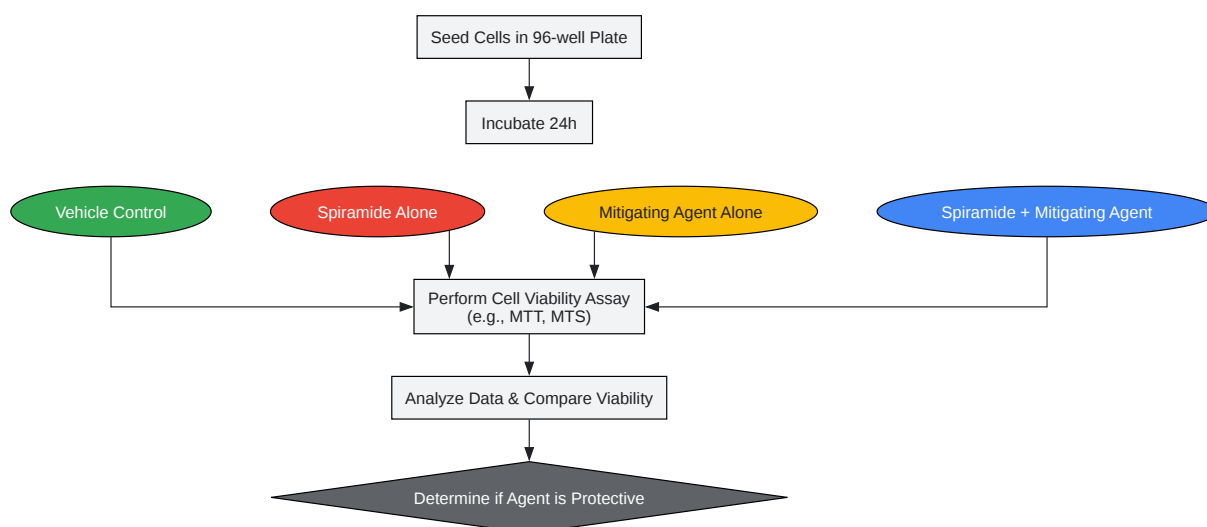 Seed Cells in 96-well Plate
Incubate 24h
Vehicle Control
Spiramide Alone
Mitigating Agent Alone
Spiramide + Mitigating Agent
Perform Cell Viability Assay
(e.g., MTT, MTS)
Analyze Data & Compare Viability
Determine if Agent is Protective